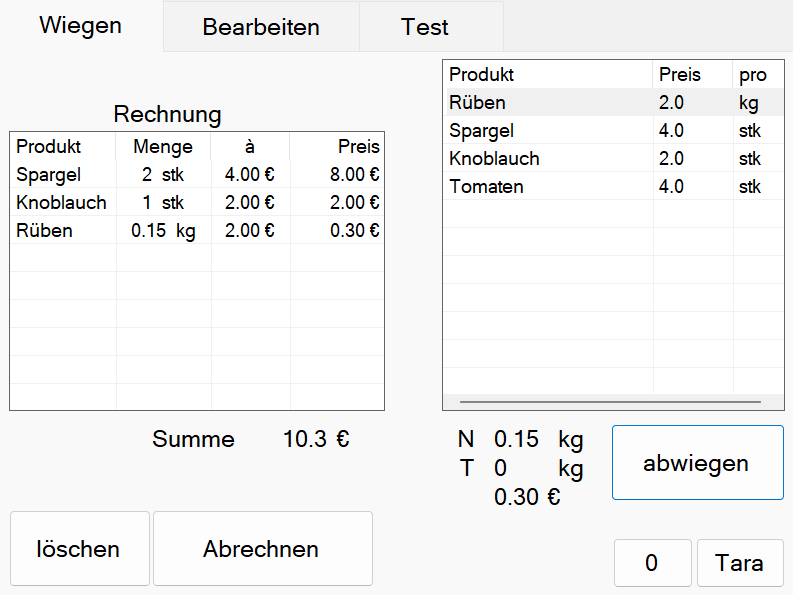 Wiegen Bearbeiten Test
Rechnung
Produkt Menge à Preis
Spargel 2 stk 4.00 € 8.00 €
Knoblauch 1 stk 2.00 € 2.00 €
Rüben 0.15 kg 2.00 € 0.30 €
Summe 10.3 €
löschen Abrechnen
Produkt Preis pro
Rüben 2.0 kg
Spargel 4.0 stk
Knoblauch 2.0 stk
Tomaten 4.0 stk
N 0.15 kg
T 0 kg
0.30 €
abwiegen
0 Tara